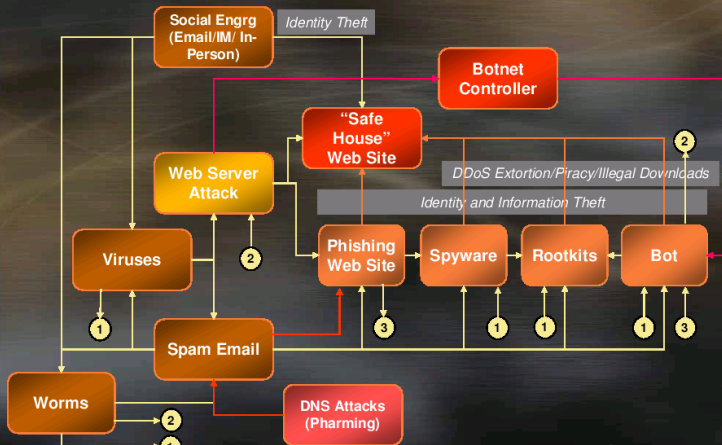 Social Engrg
(Email/IM/ In-
Person)
Identity Theft
Botnet
Controller
“Safe
House”
Web Site
2
Web Server
Attack
DDoS Extortion/Piracy/Illegal Downloads
Identity and Information Theft
Viruses
2
Phishing
Web Site
Spyware
Rootkits
Bot
1
3
1
1
1
3
Spam Email
Worms
2
DNS Attacks
(Pharming)
1